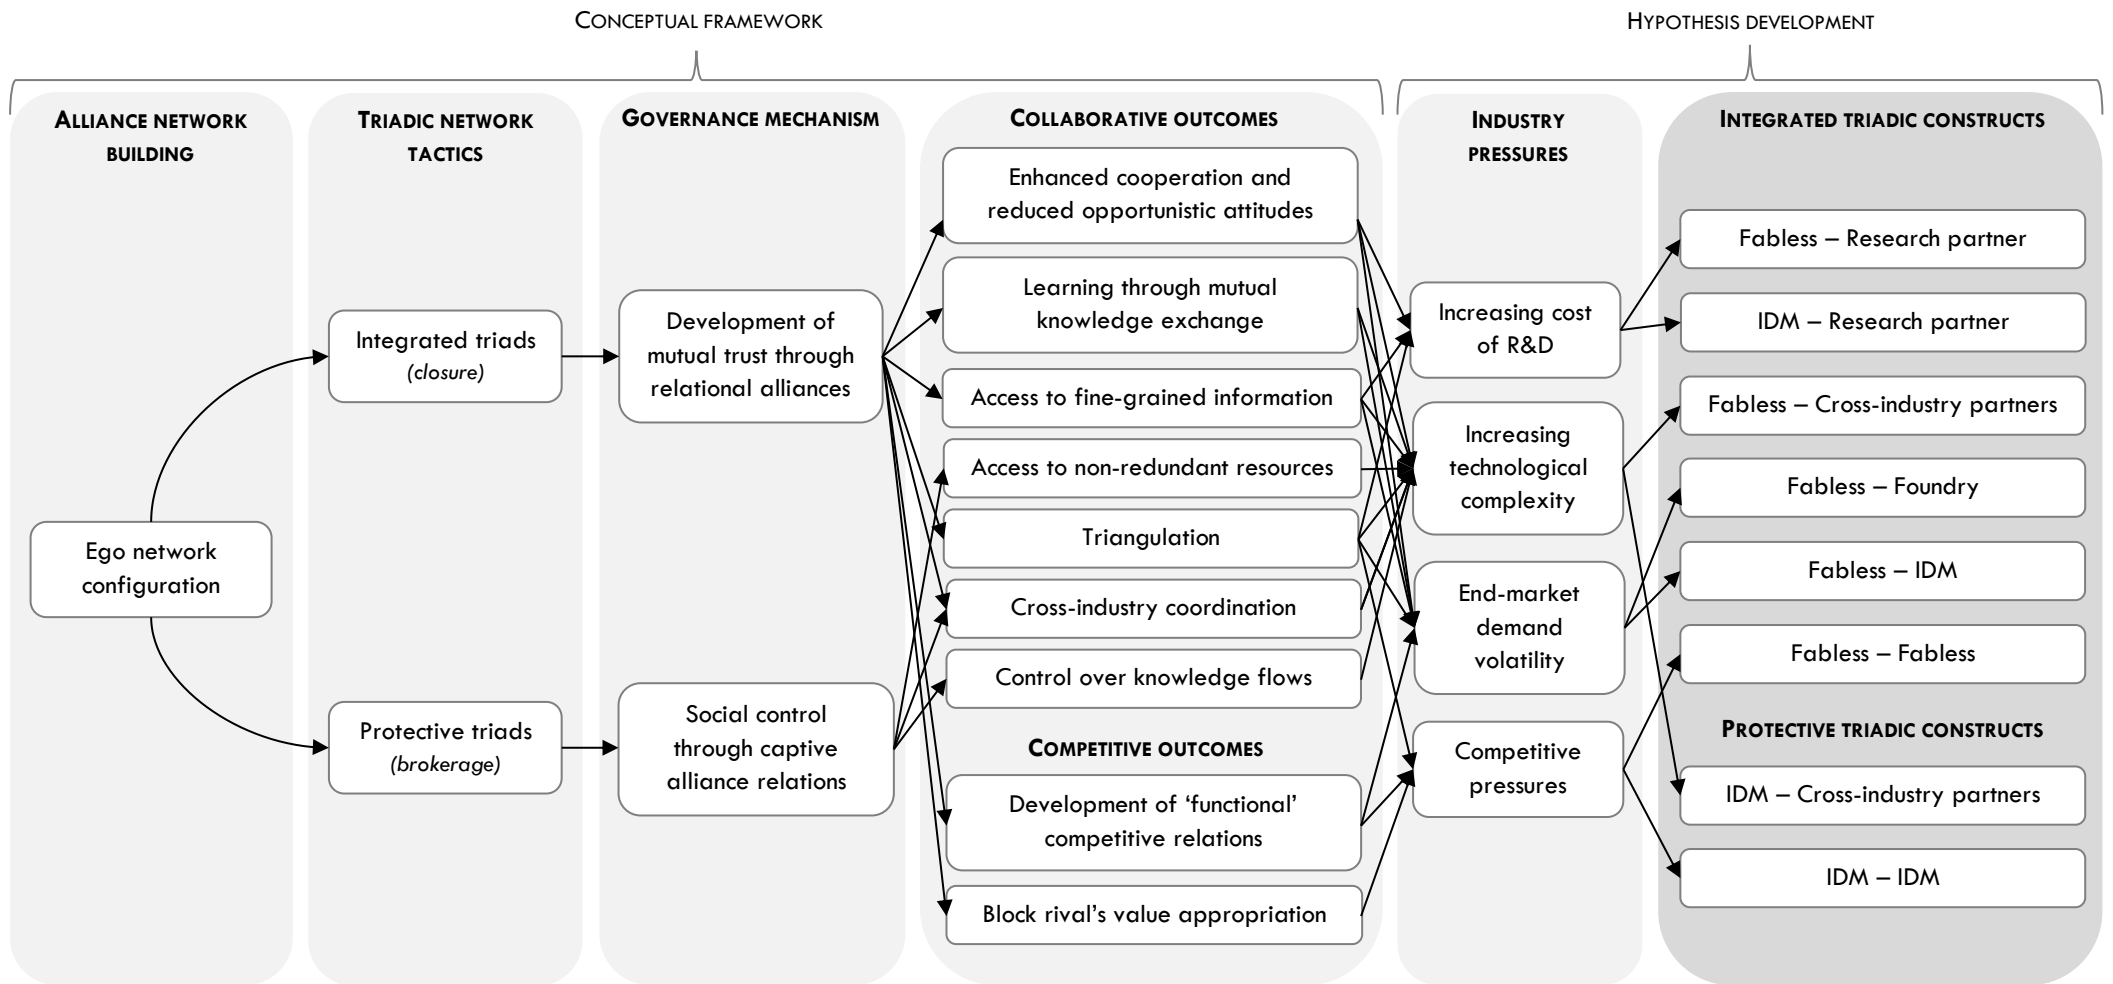 CONCEPTUAL FRAMEWORK
HYPOTHESIS DEVELOPMENT
ALLIANCE NETWORK
BUILDING
TRIADIC NETWORK
TACTICS
GOVERNANCE MECHANISM
COLLABORATIVE OUTCOMES
INDUSTRY
PRESSURES
INTEGRATED TRIADIC CONSTRUCTS
Ego network
configuration
Integrated triads
(closure)
Protective triads
(brokerage)
Development of
mutual trust through
relational alliances
Social control
through captive
alliance relations
Enhanced cooperation and
reduced opportunistic attitudes
Learning through mutual
knowledge exchange
Access to fine-grained information
Access to non-redundant resources
Triangulation
Cross-industry coordination
Control over knowledge flows
COMPETITIVE OUTCOMES
Development of ‘functional’
competitive relations
Block rival’s value appropriation
Increasing cost
of R&D
Increasing
technological
complexity
End-market
demand
volatility
Competitive
pressures
Fabless – Research partner
IDM – Research partner
Fabless – Cross-industry partners
Fabless – Foundry
Fabless – IDM
Fabless – Fabless
PROTECTIVE TRIADIC CONSTRUCTS
IDM – Cross-industry partners
IDM – IDM